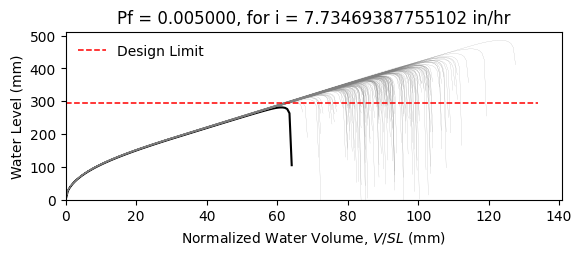 Pf = 0.005000, for i = 7.73469387755102 in/hr
Water Level (mm)
500
400
300
200
100
0
Design Limit
0 20 40 60 80 100 120 140
Normalized Water Volume, V/SL (mm)